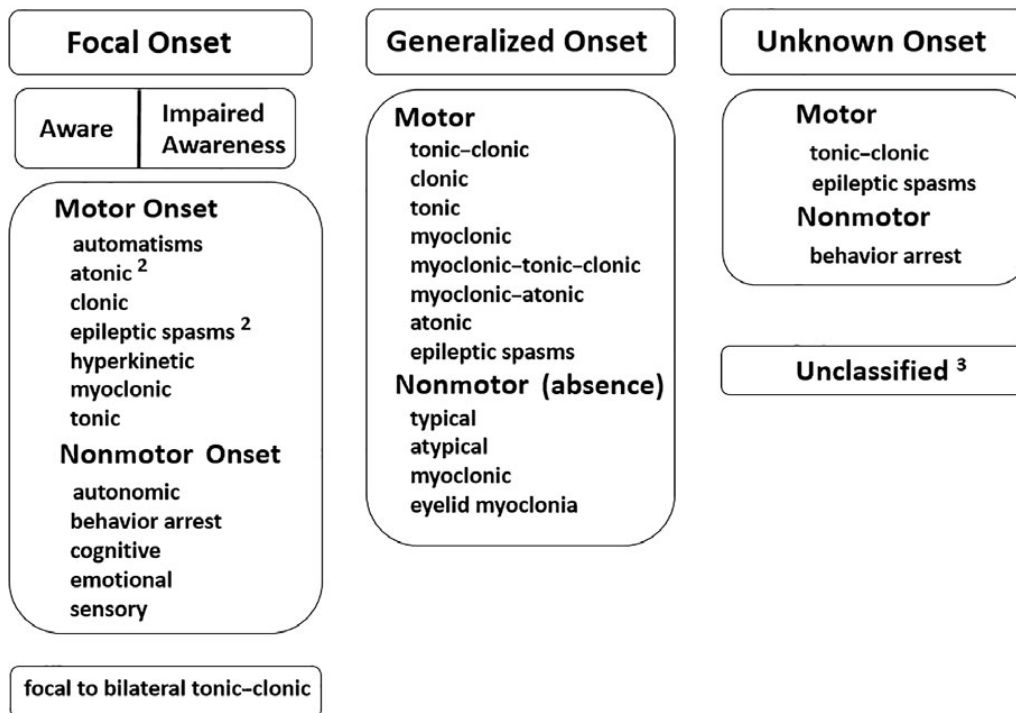 Focal Onset
Aware
Impaired
Awareness
Motor Onset
automatisms
atonic ²
clonic
epileptic spasms ²
hyperkinetic
myoclonic
tonic
Nonmotor Onset
autonomic
behavior arrest
cognitive
emotional
sensory
focal to bilateral tonic–clonic
Generalized Onset
Motor
tonic–clonic
clonic
tonic
myoclonic
myoclonic–tonic–clonic
myoclonic–atonic
atonic
epileptic spasms
Nonmotor (absence)
typical
atypical
myoclonic
eyelid myoclonia
Unknown Onset
Motor
tonic–clonic
epileptic spasms
Nonmotor
behavior arrest
Unclassified ³